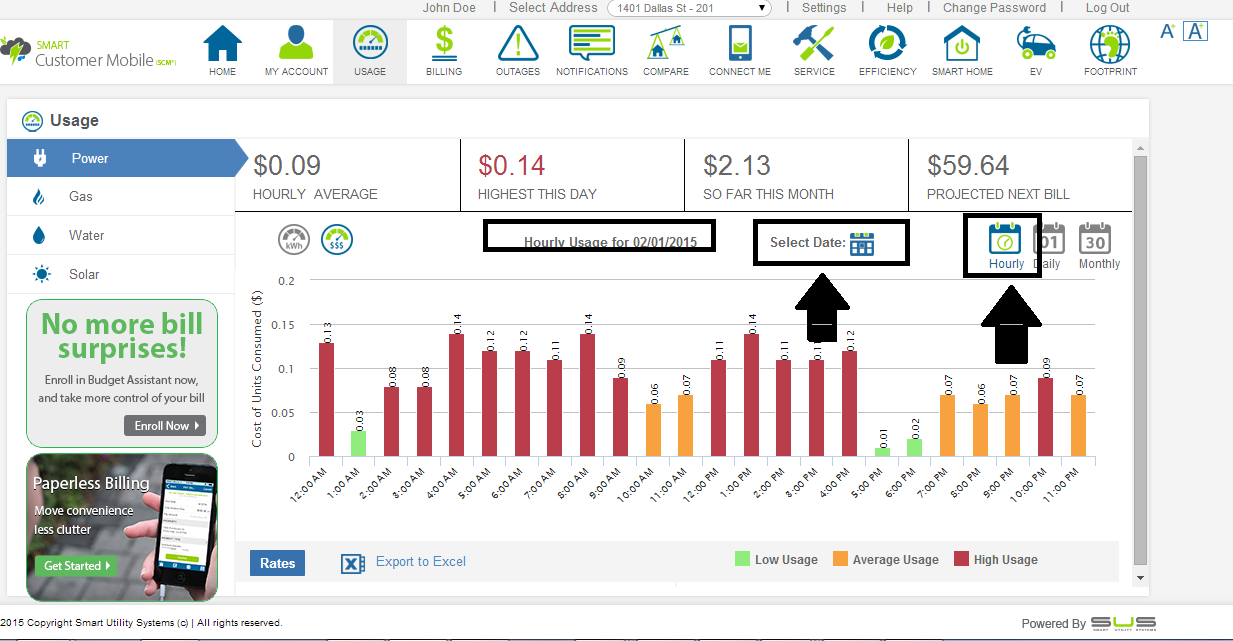 John Doe | Select Address 1401 Dallas St - 201 | Settings | Help | Change Password | Log Out
SMART
Customer Mobile (SCM®)
HOME MY ACCOUNT USAGE BILLING OUTAGES NOTIFICATIONS COMPARE CONNECT ME SERVICE EFFICIENCY SMART HOME EV FOOTPRINT
A A
Usage
Power
Gas
Water
Solar
$0.09
HOURLY AVERAGE
$0.14
HIGHEST THIS DAY
$2.13
SO FAR THIS MONTH
$59.64
PROJECTED NEXT BILL
kWh $$$
Hourly Usage for 02/01/2015
Select Date:
01 30
Hourly Daily Monthly
Cost of Units Consumed ($)
0.2
0.15
0.1
0.05
0
0.13 0.03 0.08 0.08 0.14 0.12 0.12 0.11 0.14 0.09 0.06 0.07 0.11 0.14 0.11 0.11 0.12 0.01 0.02 0.07 0.06 0.07 0.09 0.07
12:00 AM 1:00 AM 2:00 AM 3:00 AM 4:00 AM 5:00 AM 6:00 AM 7:00 AM 8:00 AM 9:00 AM 10:00 AM 11:00 AM 12:00 PM 1:00 PM 2:00 PM 3:00 PM 4:00 PM 5:00 PM 6:00 PM 7:00 PM 8:00 PM 9:00 PM 10:00 PM 11:00 PM
No more bill
surprises!
Enroll in Budget Assistant now,
and take more control of your bill
Enroll Now
Paperless Billing
Move convenience
less clutter
Get Started
Rates
Export to Excel
Low Usage Average Usage High Usage
2015 Copyright Smart Utility Systems (c) | All rights reserved.
Powered By SUS
SMART UTILITY SYSTEMS